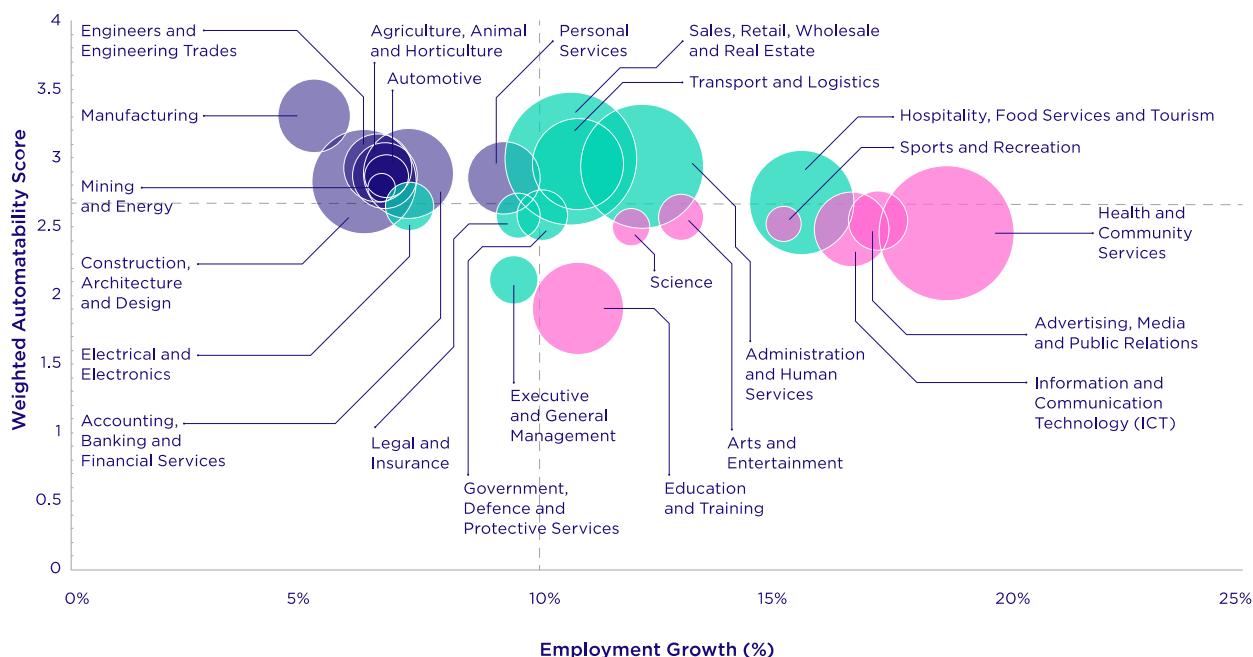 4
3.5
3
2.5
2
1.5
1
0.5
0
Weighted Automatability Score
Engineers and
Engineering Trades
Agriculture, Animal
and Horticulture
Automotive
Personal
Services
Sales, Retail, Wholesale
and Real Estate
Transport and Logistics
Manufacturing
Hospitality, Food Services and Tourism
Sports and Recreation
Mining
and Energy
Health and
Community
Services
Construction,
Architecture
and Design
Science
Advertising, Media
and Public Relations
Electrical and
Electronics
Administration
and Human
Services
Information and
Communication
Technology (ICT)
Executive
and General
Management
Accounting,
Banking and
Financial Services
Legal and
Insurance
Arts and
Entertainment
Government,
Defence and
Protective Services
Education
and Training
0%
5%
10%
15%
20%
25%
Employment Growth (%)